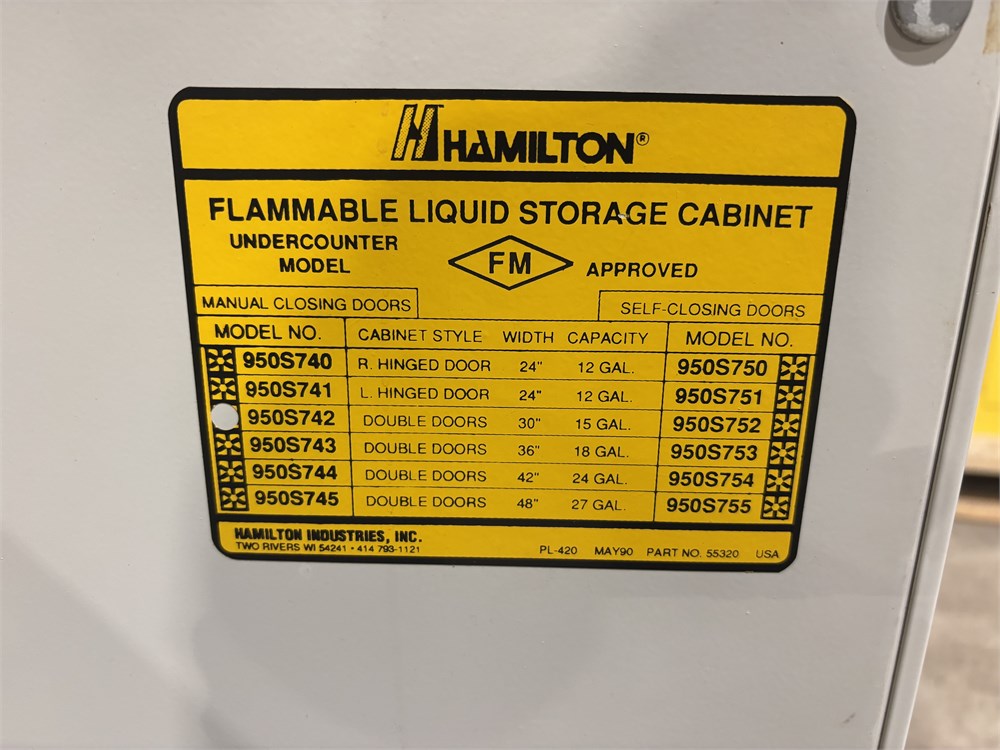 HAMILTON®
FLAMMABLE LIQUID STORAGE CABINET
UNDERCOUNTER MODEL
FM APPROVED
MANUAL CLOSING DOORS SELF-CLOSING DOORS
MODEL NO. CABINET STYLE WIDTH CAPACITY MODEL NO.
950S740 R. HINGED DOOR 24" 12 GAL. 950S750
950S741 L. HINGED DOOR 24" 12 GAL. 950S751
950S742 DOUBLE DOORS 30" 15 GAL. 950S752
950S743 DOUBLE DOORS 36" 18 GAL. 950S753
950S744 DOUBLE DOORS 42" 24 GAL. 950S754
950S745 DOUBLE DOORS 48" 27 GAL. 950S755
HAMILTON INDUSTRIES, INC.
TWO RIVERS WI 54241 • 414 793-1121 PL-420 MAY90 PART NO. 55320 USA